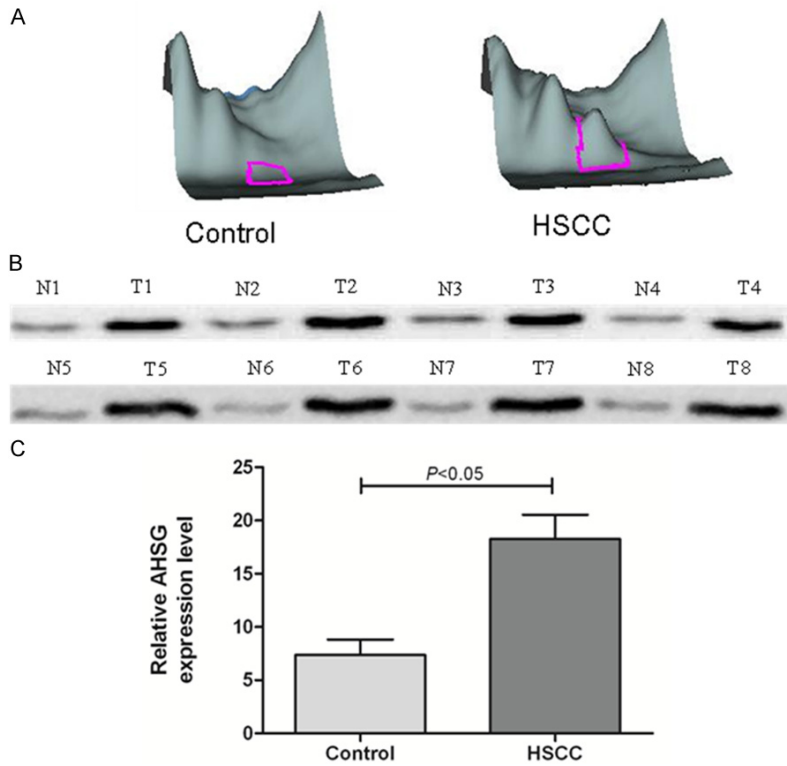 A
Control
HSCC
B
N1 T1 N2 T2 N3 T3 N4 T4
N5 T5 N6 T6 N7 T7 N8 T8
C
Relative AHSG
expression level
25
20
15
10
5
0
P<0.05
Control
HSCC